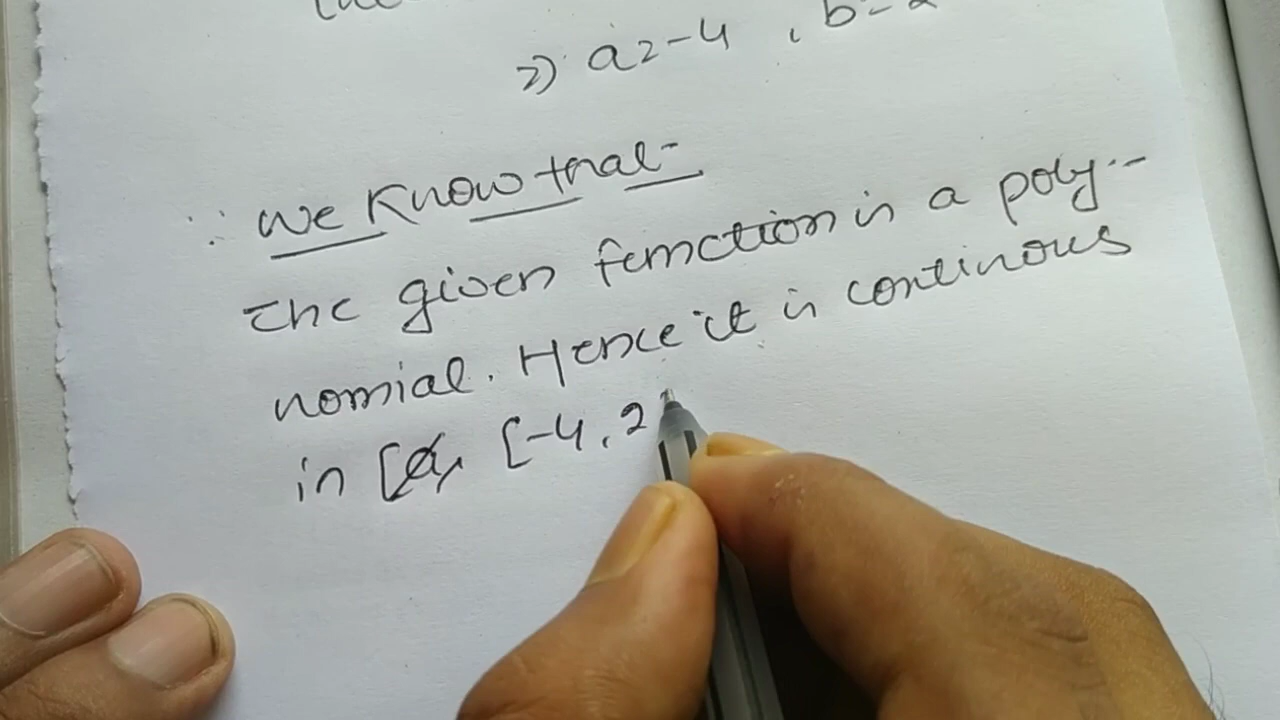 ⇒ a = -4 , b = 2
∵ We Know that
The given function is a poly-
nomial. Hence it is continous
in [-4, 2